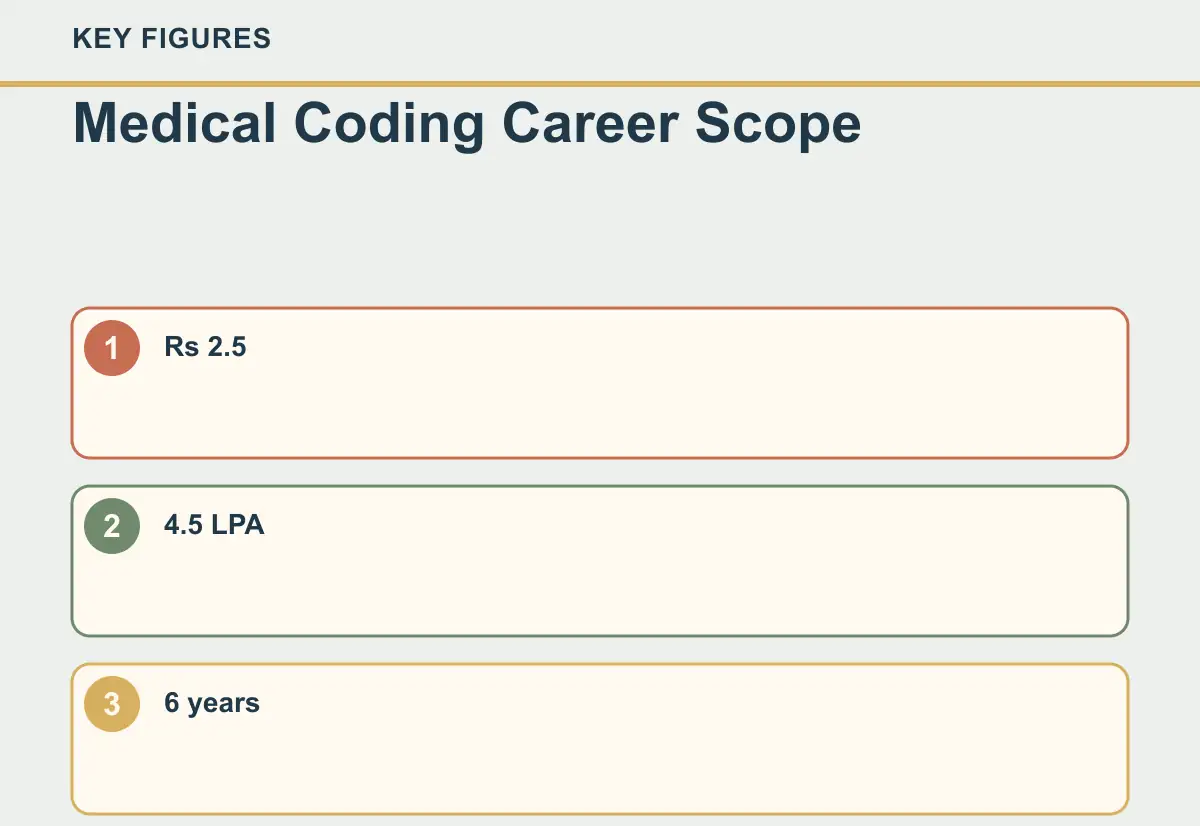 KEY FIGURES
Medical Coding Career Scope
1
Rs 2.5
2
4.5 LPA
3
6 years